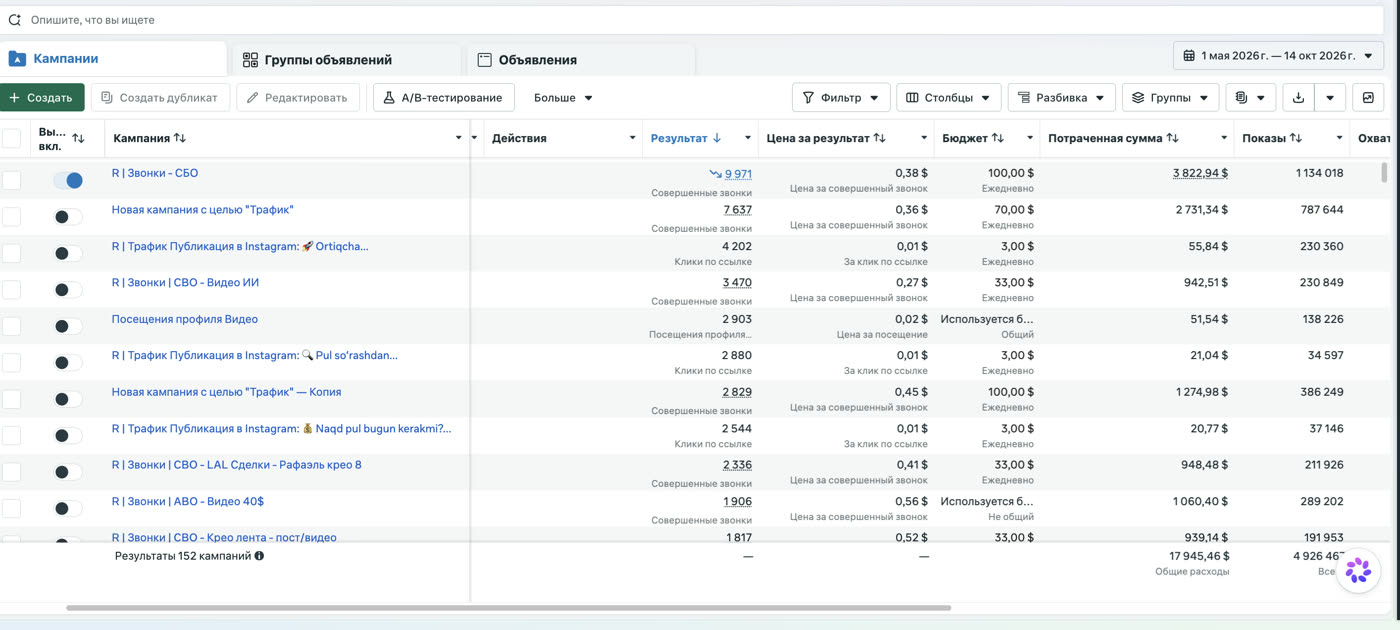 Опишите, что вы ищете
Кампании
Группы объявлений
Объявления
1 мая 2026 г. — 14 окт 2026 г.
+ Создать
Создать дубликат
Редактировать
A/B-тестирование
Больше
Фильтр
Столбцы
Разбивка
Группы
Вы... вкл.
Кампания
Действия
Результат
Цена за результат
Бюджет
Потраченная сумма
Показы
Охват
R | Звонки - СБО 9 971 0,38 $ 100,00 $ 3 822,94 $ 1 134 018
Совершенные звонки Цена за совершенный звонок Ежедневно
Новая кампания с целью "Трафик" 7 637 0,36 $ 70,00 $ 2 731,34 $ 787 644
Совершенные звонки Цена за совершенный звонок Ежедневно
R | Трафик Публикация в Instagram: 🚀 Ortiqcha... 4 202 0,01 $ 3,00 $ 55,84 $ 230 360
Клики по ссылке За клик по ссылке Ежедневно
R | Звонки | CBO - Видео ИИ 3 470 0,27 $ 33,00 $ 942,51 $ 230 849
Совершенные звонки Цена за совершенный звонок Ежедневно
Посещения профиля Видео 2 903 0,02 $ Используется б... 51,54 $ 138 226
Посещения профиля... Цена за посещение Общий
R | Трафик Публикация в Instagram: 🔍 Pul so'rashdan... 2 880 0,01 $ 3,00 $ 21,04 $ 34 597
Клики по ссылке За клик по ссылке Ежедневно
Новая кампания с целью "Трафик" — Копия 2 829 0,45 $ 100,00 $ 1 274,98 $ 386 249
Совершенные звонки Цена за совершенный звонок Ежедневно
R | Трафик Публикация в Instagram: 💰 Naqd pul bugun kerakmi?... 2 544 0,01 $ 3,00 $ 20,77 $ 37 146
Клики по ссылке За клик по ссылке Ежедневно
R | Звонки | CBO - LAL Сделки - Рафаэль крео 8 2 336 0,41 $ 33,00 $ 948,48 $ 211 926
Совершенные звонки Цена за совершенный звонок Ежедневно
R | Звонки | ABO - Видео 40$ 1 906 0,56 $ Используется б... 1 060,40 $ 289 202
Совершенные звонки Цена за совершенный звонок Не общий
R | Звонки | CBO - Крео лента - пост/видео 1 817 0,52 $ 33,00 $ 939,14 $ 191 953
Результаты 152 кампаний — — 17 945,46 $ 4 926 467
Общие расходы Все